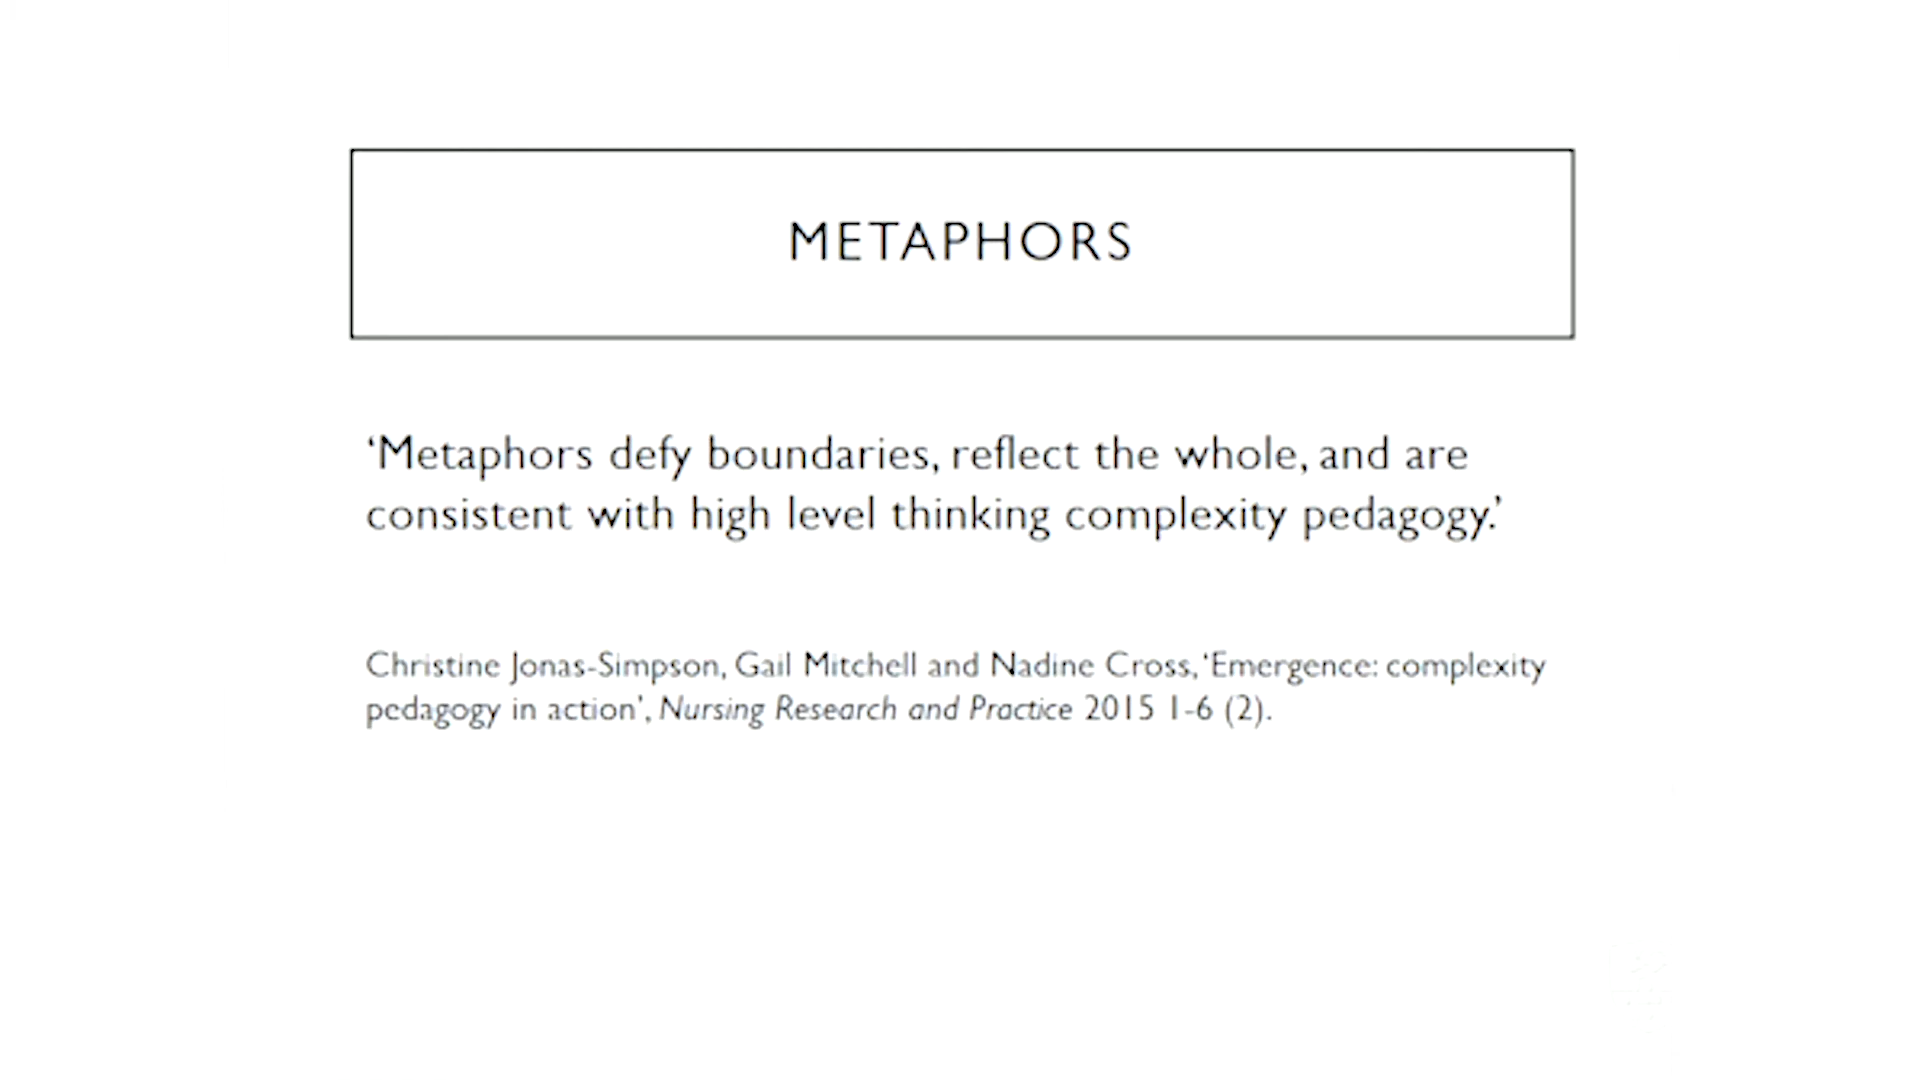 METAPHORS
‘Metaphors defy boundaries, reflect the whole, and are
consistent with high level thinking complexity pedagogy.’
Christine Jonas-Simpson, Gail Mitchell and Nadine Cross, ‘Emergence: complexity
pedagogy in action’, Nursing Research and Practice 2015 1-6 (2).